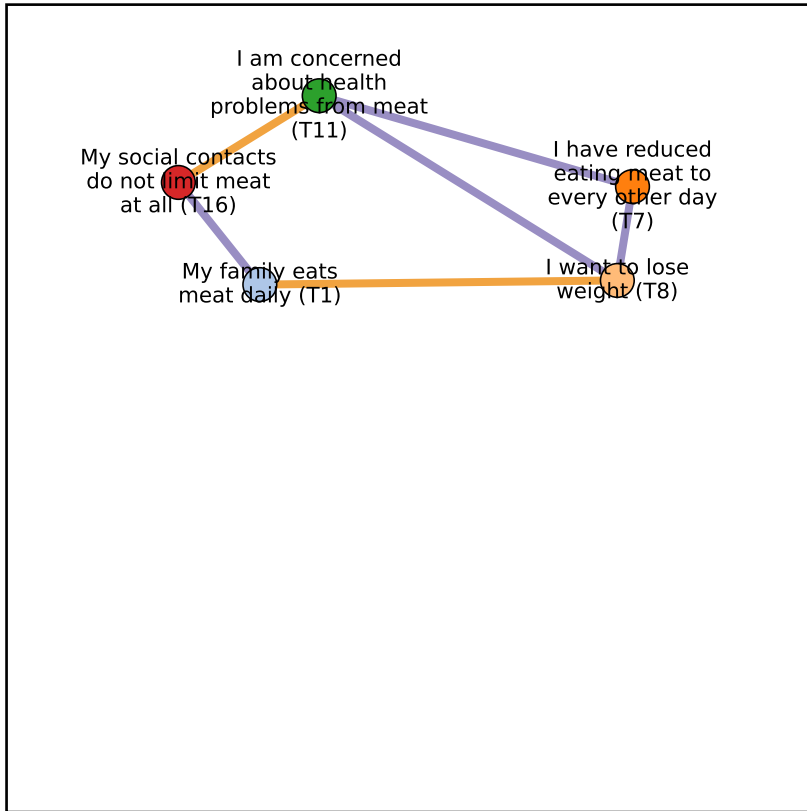 I am concerned
about health
problems from meat
(T11)
My social contacts
do not limit meat
at all (T16)
I have reduced
eating meat to
every other day
(T7)
My family eats
meat daily (T1)
I want to lose
weight (T8)